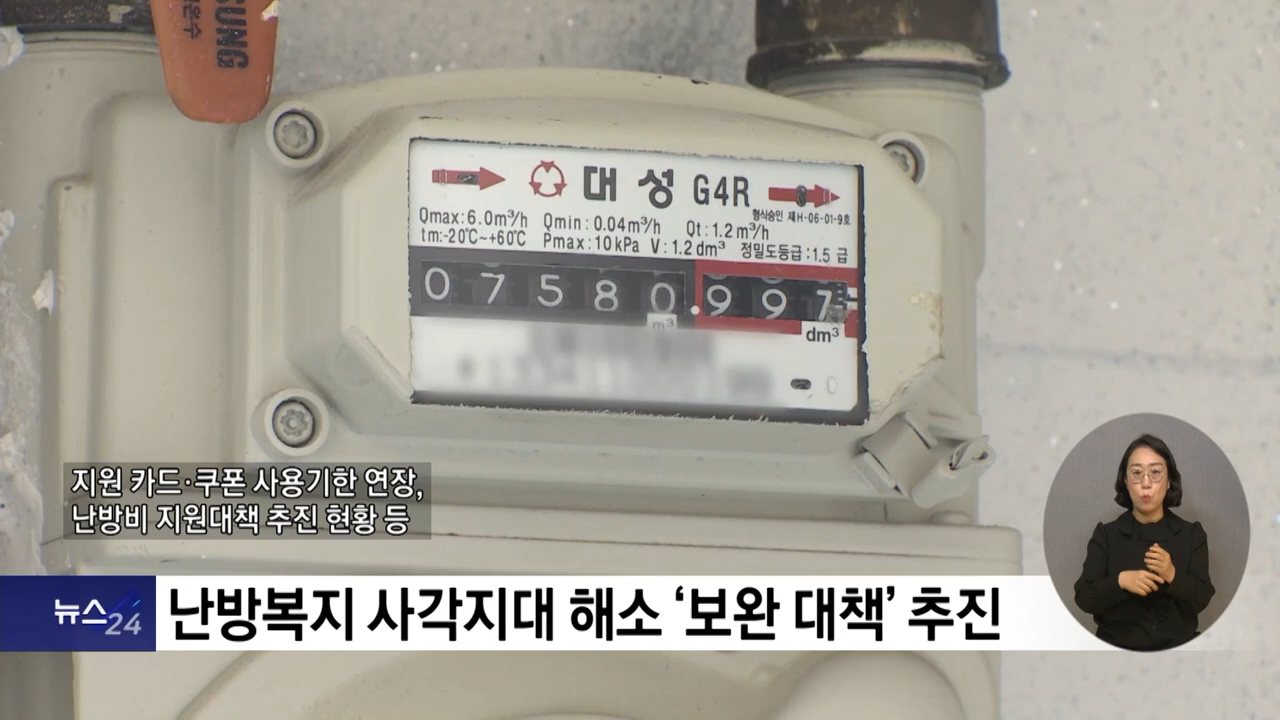 SUNG
온수
대성 G4R
형식승인 제H-06-01-9호
Qmax:6.0m³/h Qmin:0.04m³/h Qt:1.2m³/h
tm:-20℃~+60℃ Pmax:10kPa V:1.2dm³ 정밀도등급:1.5 급
07580.997
m³
dm³
지원 카드·쿠폰 사용기한 연장,
난방비 지원대책 추진 현황 등
뉴스24
난방복지 사각지대 해소 ‘보완 대책’ 추진